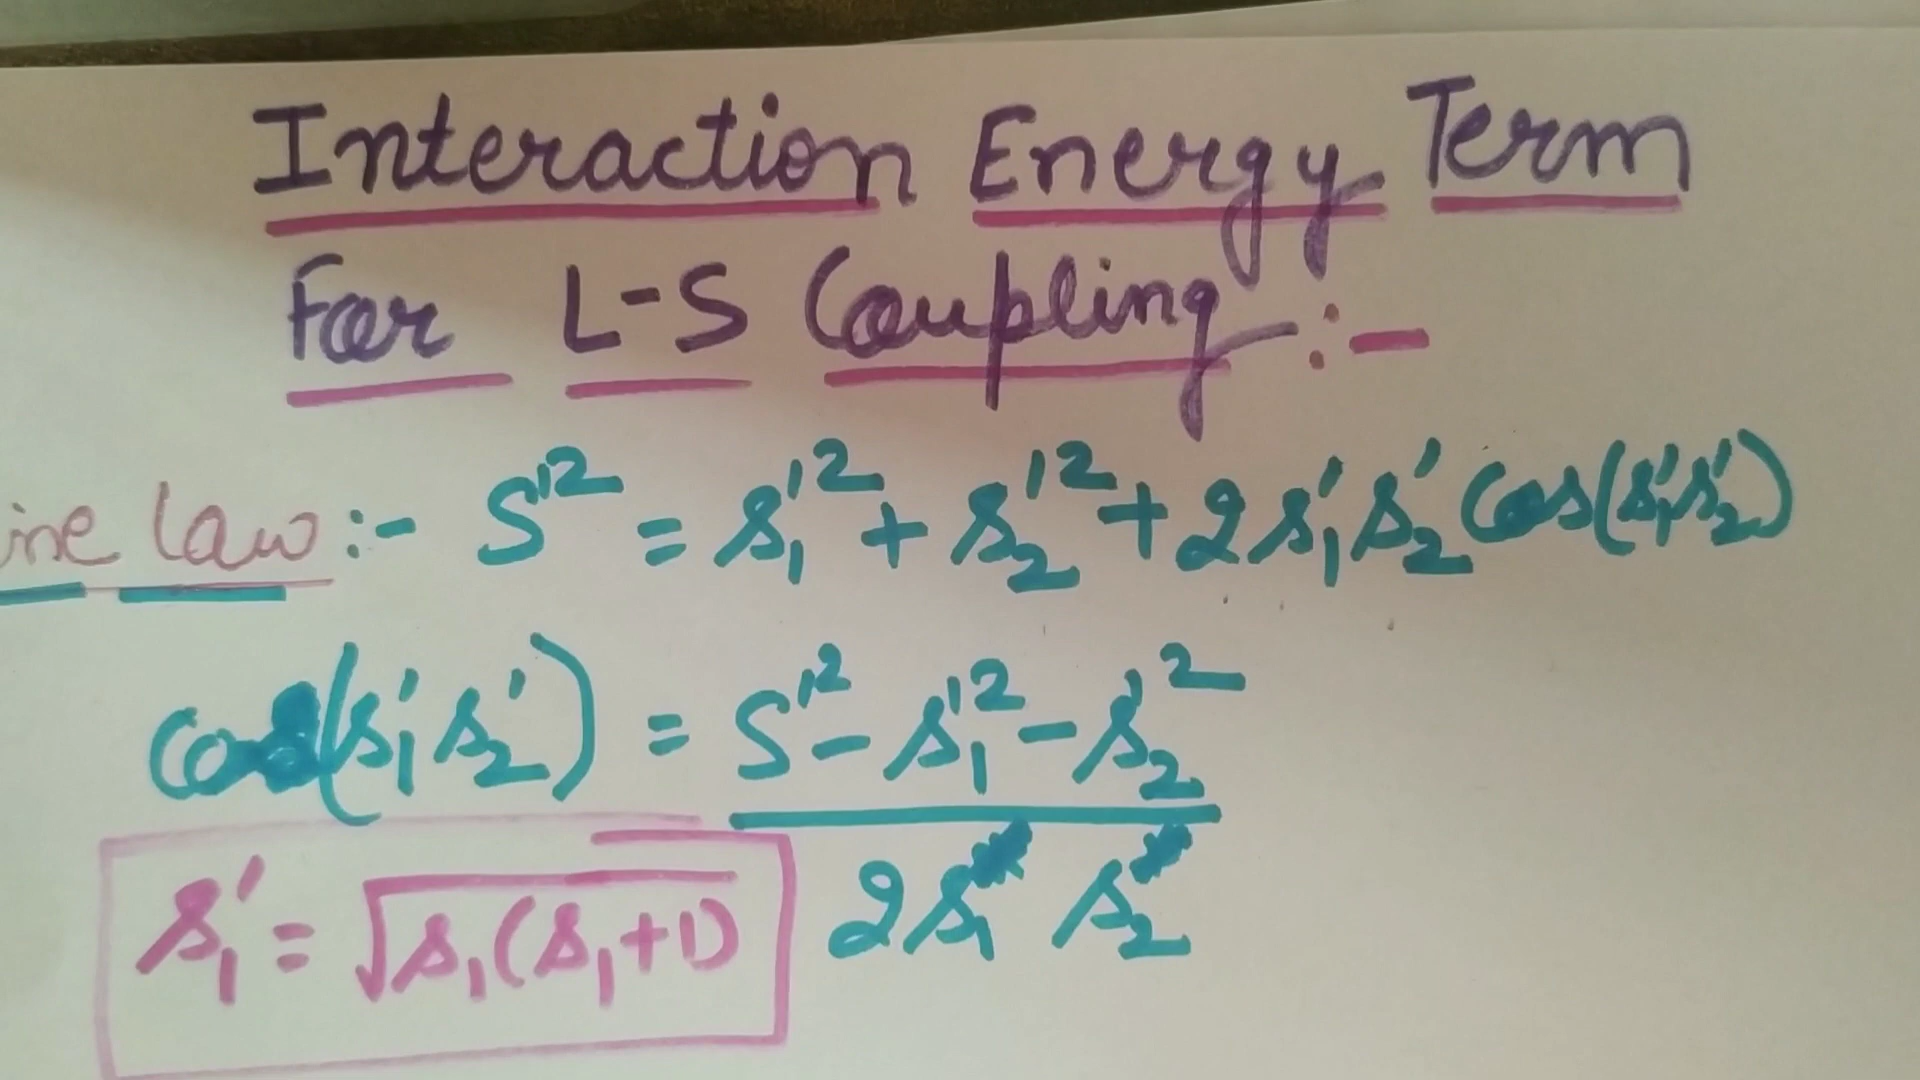 Interaction Energy Term
For L-S Coupling :-
ine law :- S'² = s₁'² + s₂'² + 2s₁'s₂' Cos(s₁'s₂')
cos(s₁'s₂') = S'² - s₁'² - s₂'²
2s₁ s₂
s₁' = √s₁(s₁+1)